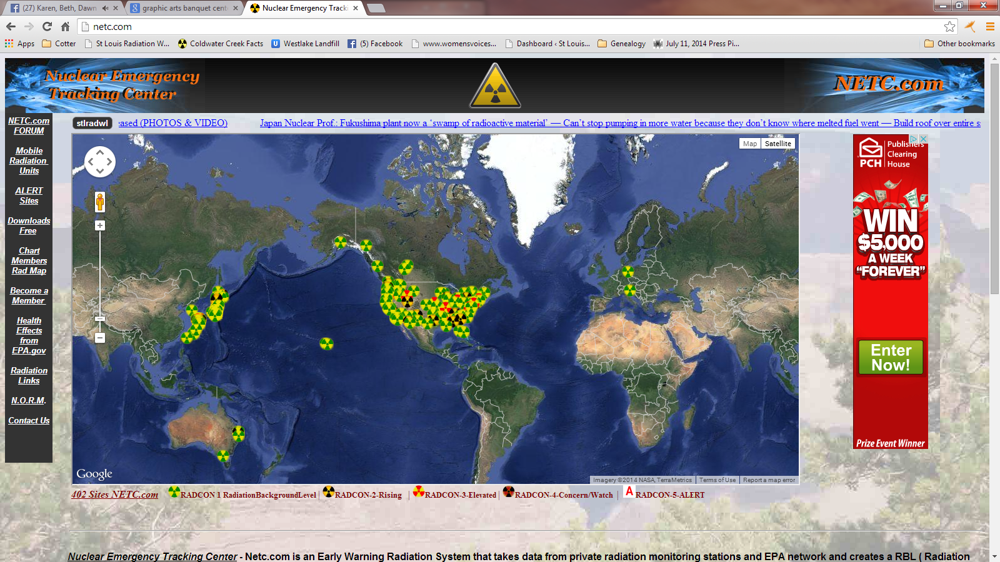 (27) Karen, Beth, Dawn
graphic arts banquet cent
Nuclear Emergency Tracki
netc.com
Apps
Cotter
St Louis Radiation W...
Coldwater Creek Facts
Westlake Landfill
(5) Facebook
www.womensvoices...
Dashboard ‹ St Louis...
Genealogy
July 11, 2014 Press Pi...
Other bookmarks
Nuclear Emergency
Tracking Center
NETC.com
NETC.com
FORUM
Mobile
Radiation
Units
ALERT
Sites
Downloads
Free
Chart
Members
Rad Map
Become a
Member
Health
Effects
from
EPA.gov
Radiation
Links
N.O.R.M.
Contact Us
stlradwl
eased (PHOTOS & VIDEO)
Japan Nuclear Prof.: Fukushima plant now a ‘swamp of radioactive material’ — Can’t stop pumping in more water because they don’t know where melted fuel went — Build roof over entire s
Map
Satellite
Google
Imagery ©2014 NASA, TerraMetrics
Terms of Use
Report a map error
Publishers
Clearing
House
PCH
WIN
$5,000
A WEEK
“FOREVER”
Enter
Now!
Prize Event Winner
402 Sites NETC.com
RADCON 1 RadiationBackgroundLevel |
RADCON-2-Rising |
RADCON-3-Elevated |
RADCON-4-Concern/Watch |
A RADCON-5-ALERT
Nuclear Emergency Tracking Center - Netc.com is an Early Warning Radiation System that takes data from private radiation monitoring stations and EPA network and creates a RBL ( Radiation